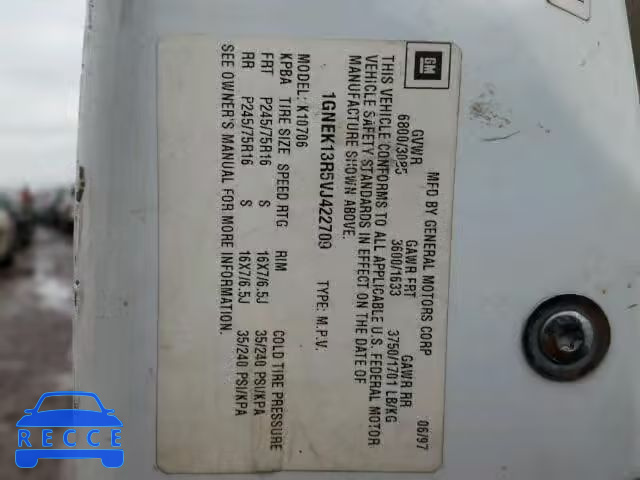 GM
MFD BY GENERAL MOTORS CORP 06/97
GVWR GAWR FRT GAWR RR
6800/3085 3600/1633 3750/1701 LB/KG
THIS VEHICLE CONFORMS TO ALL APPLICABLE U.S. FEDERAL MOTOR
VEHICLE SAFETY STANDARDS IN EFFECT ON THE DATE OF
MANUFACTURE SHOWN ABOVE.
1GNEK13R5VJ422709 TYPE: M.P.V.
MODEL: K10706
KPBA TIRE SIZE SPEED RTG RIM COLD TIRE PRESSURE
FRT P245/75R16 S 16X7/6.5J 35/240 PSI/KPA
RR P245/75R16 S 16X7/6.5J 35/240 PSI/KPA
SEE OWNER'S MANUAL FOR MORE INFORMATION.
RECCE